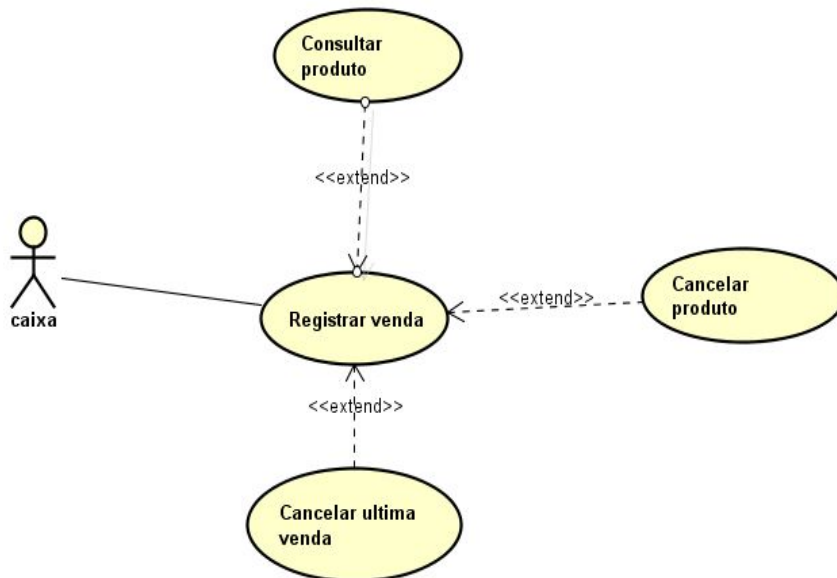 Consultar
produto
<<extend>>
caixa
Registrar venda
<<extend>>
Cancelar
produto
<<extend>>
Cancelar ultima
venda